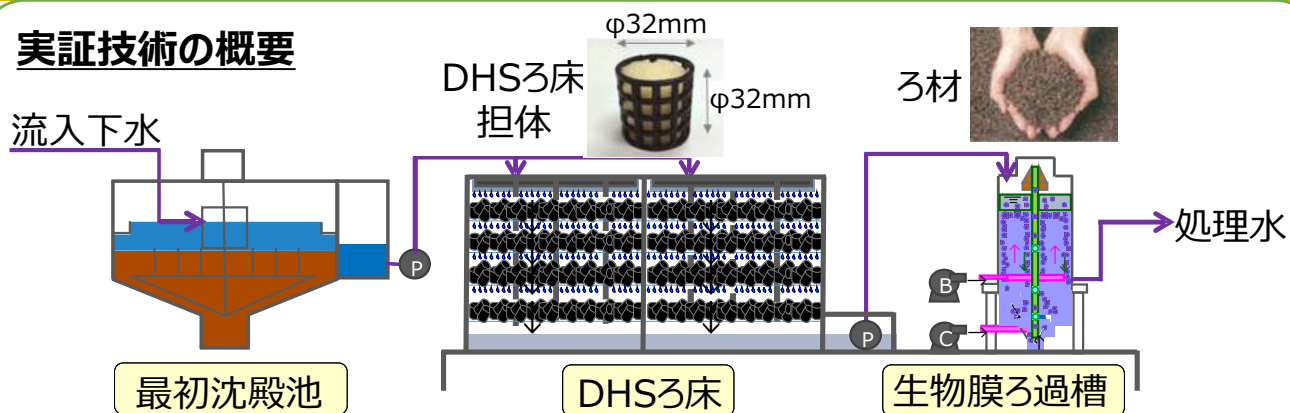 実証技術の概要
流入下水
DHSろ床
担体
φ32mm
φ32mm
ろ材
処理水
P
P
B
C
最初沈殿池
DHSろ床
生物膜ろ過槽